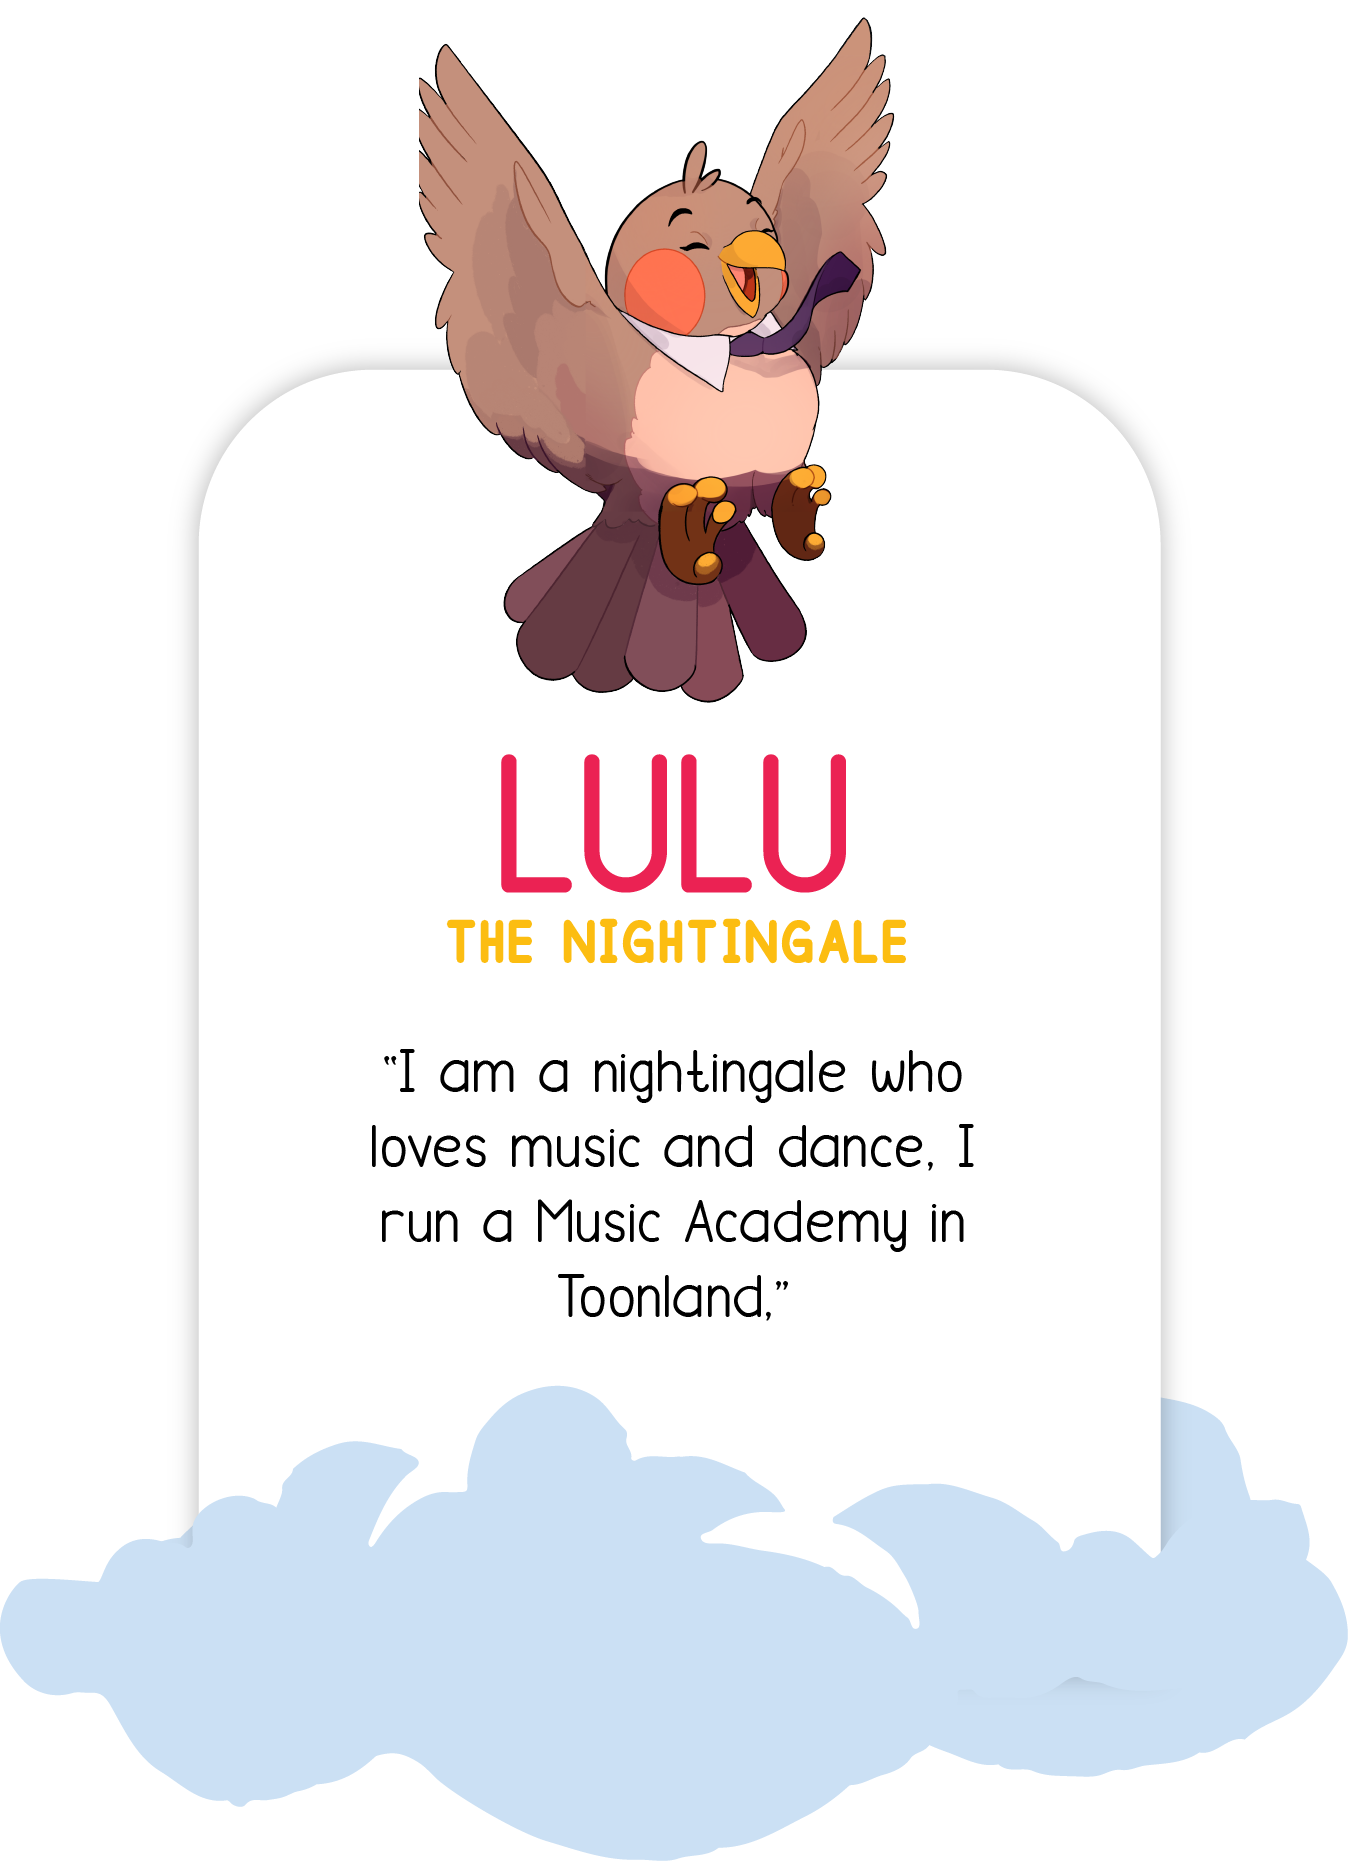 LULU
THE NIGHTINGALE
“I am a nightingale who
loves music and dance, I
run a Music Academy in
Toonland,”